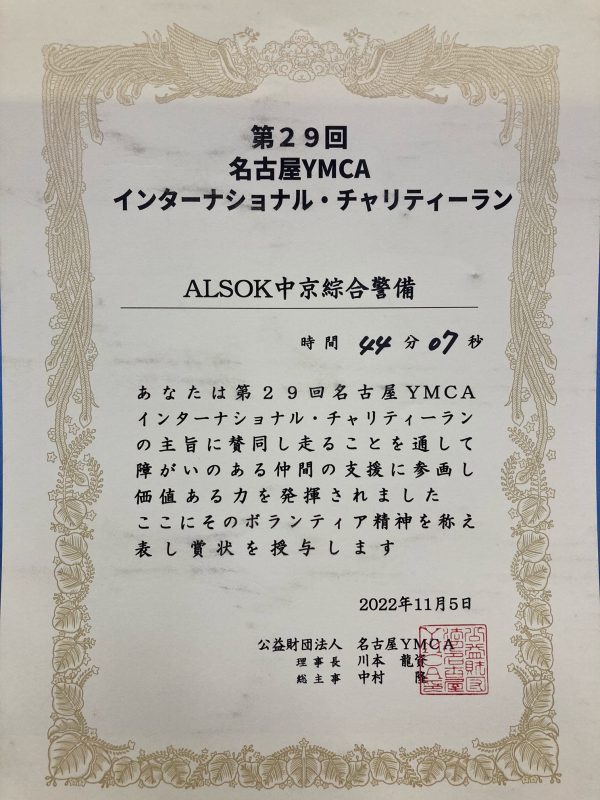 第２９回
名古屋YMCA
インターナショナル・チャリティーラン
ALSOK中京綜合警備
時間 44分07秒
あなたは第２９回名古屋YMCA
インターナショナル・チャリティーラン
の主旨に賛同し走ることを通して
障がいのある仲間の支援に参画し
価値ある力を発揮されました
ここにそのボランティア精神を称え
表し賞状を授与します
2022年11月5日
公益財団法人 名古屋YMCA
理事長 川本 龍資
総主事 中村 隆